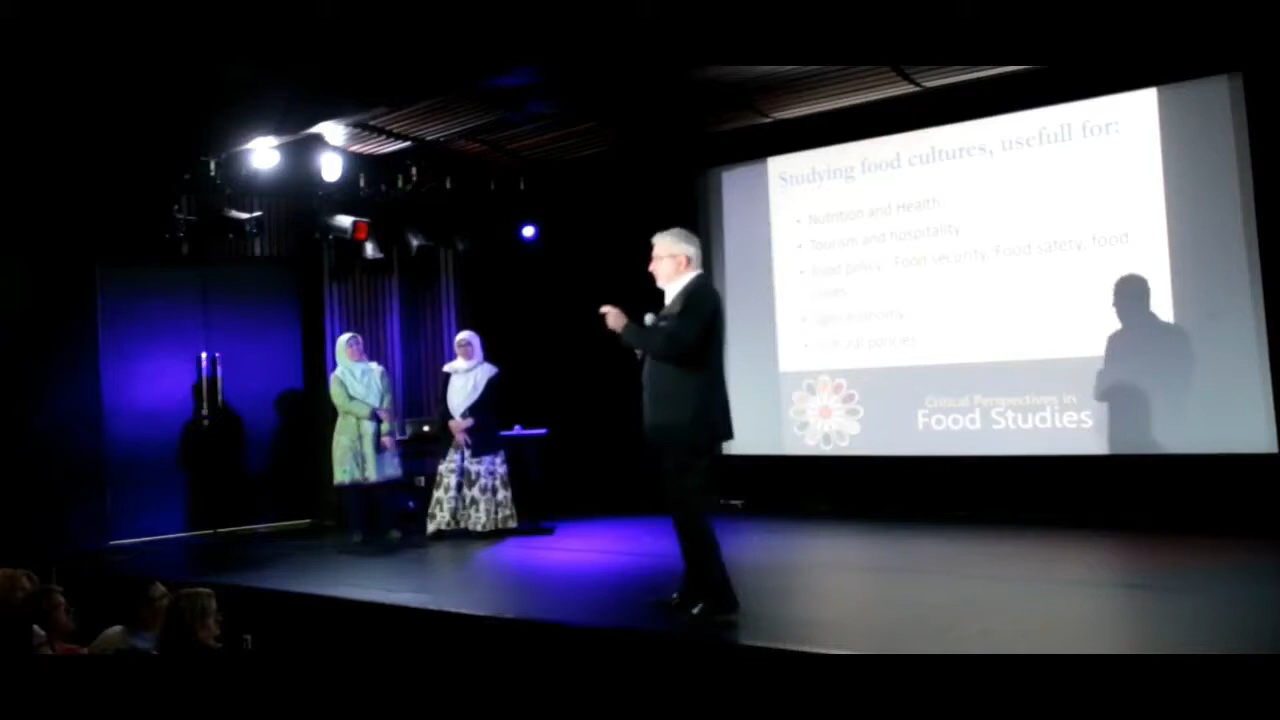 Studying food cultures, usefull for:
• Nutrition and Health
• Tourism and hospitality
• Food policy: Food security, Food safety, food
• policies
Critical Perspectives in
Food Studies